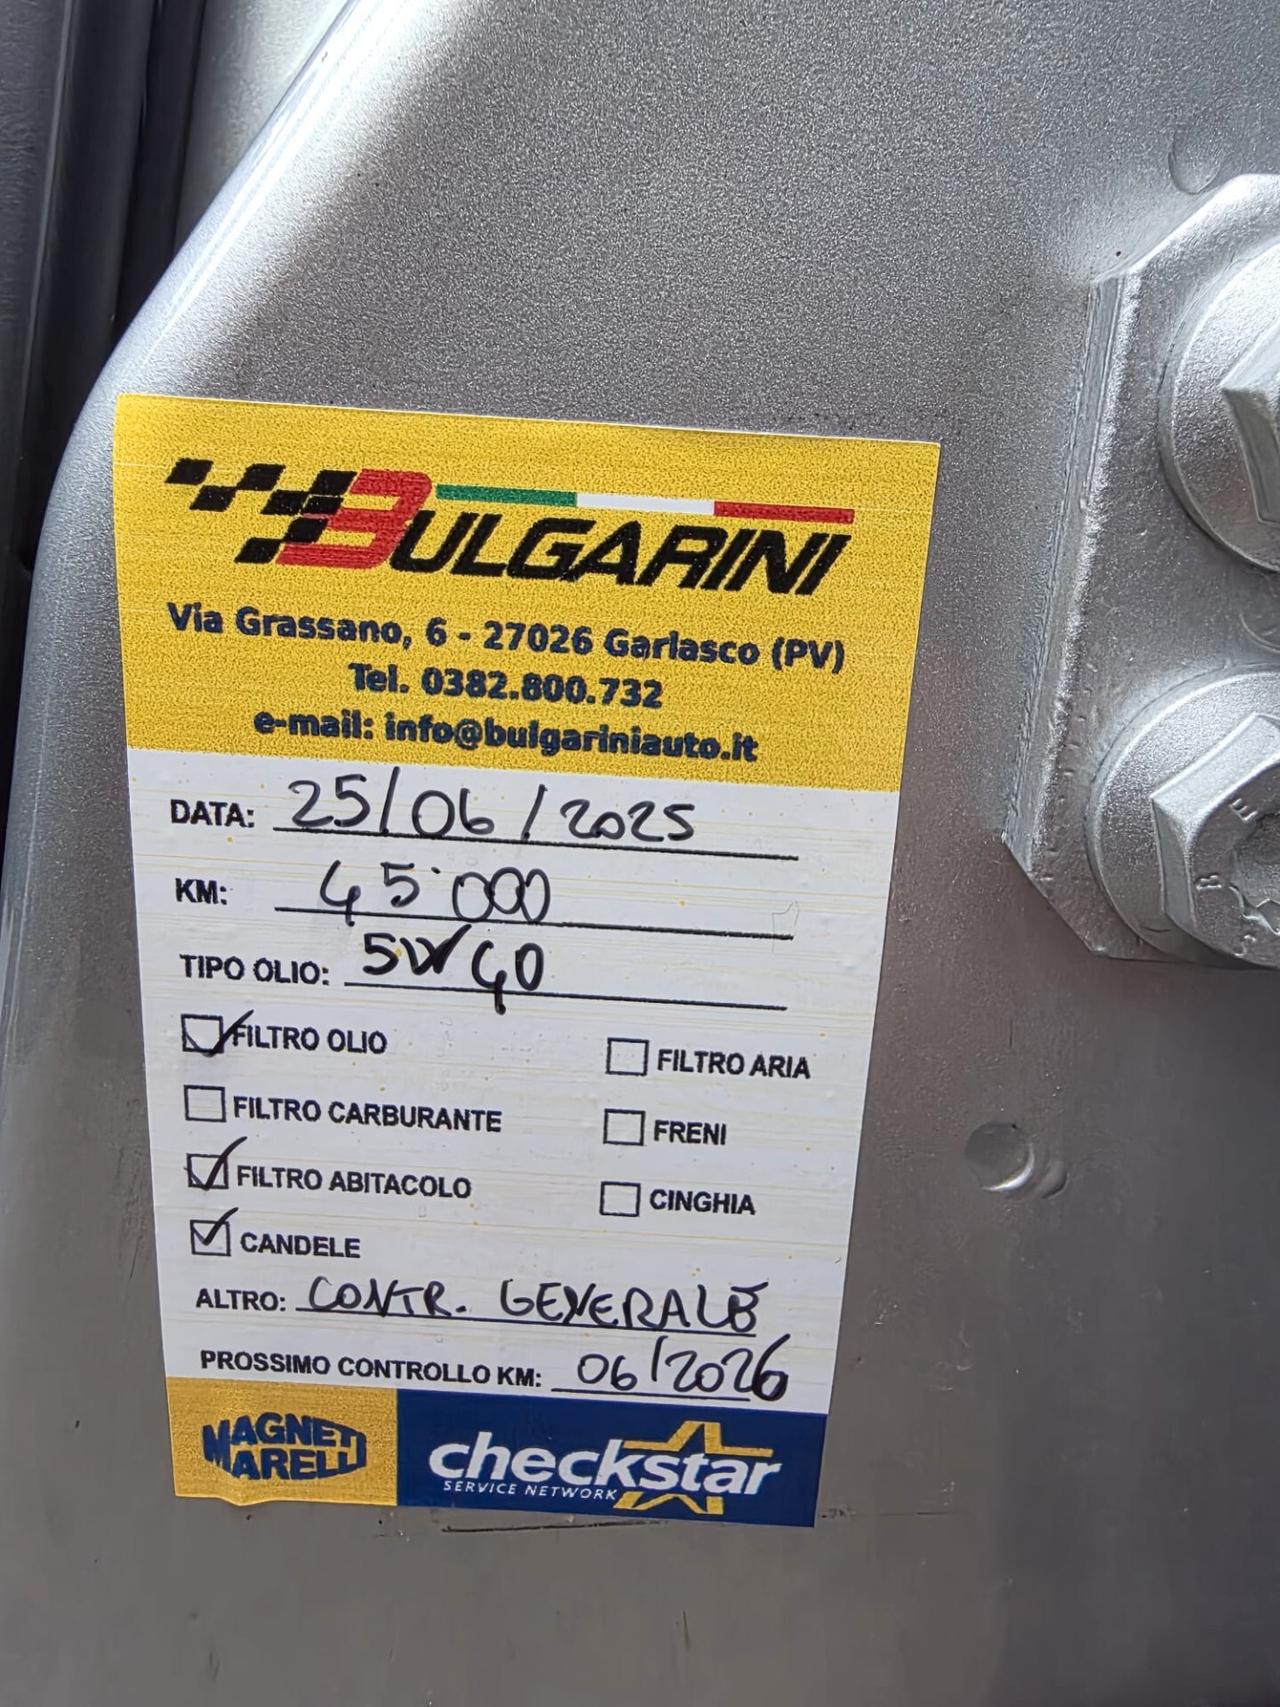 BULGARINI
Via Grassano, 6 - 27026 Garlasco (PV)
Tel. 0382.800.732
e-mail: info@bulgariniauto.it
DATA: 25/06/2025
KM: 45'000
TIPO OLIO: 5W40
FILTRO OLIO
FILTRO ARIA
FILTRO CARBURANTE
FRENI
FILTRO ABITACOLO
CINGHIA
CANDELE
ALTRO: CONTR. GENERALE
PROSSIMO CONTROLLO KM: 06/2026
MAGNETI
MARELLI
checkstar
SERVICE NETWORK